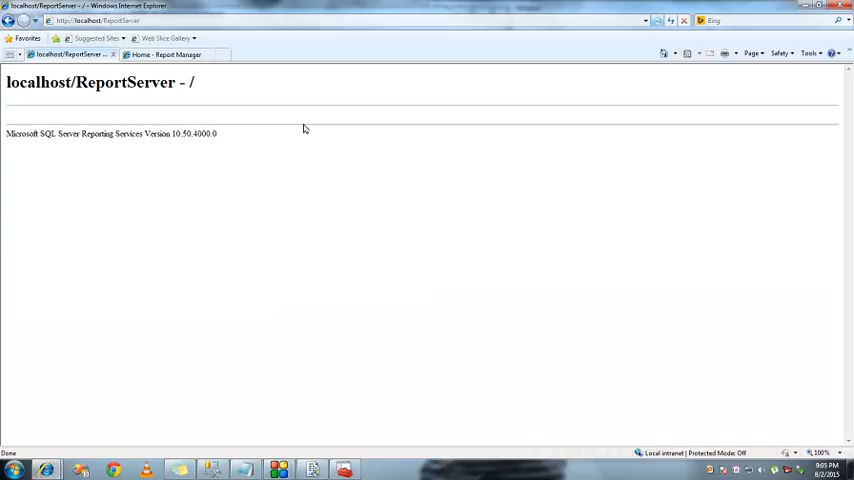 localhost/ReportServer - / - Windows Internet Explorer
http://localhost/ReportServer
Bing
Favorites
Suggested Sites
Web Slice Gallery
localhost/ReportServer ...
Home - Report Manager
Page
Safety
Tools
localhost/ReportServer - /
Microsoft SQL Server Reporting Services Version 10.50.4000.0
Done
Local intranet | Protected Mode: Off
100%
9:05 PM
8/2/2015